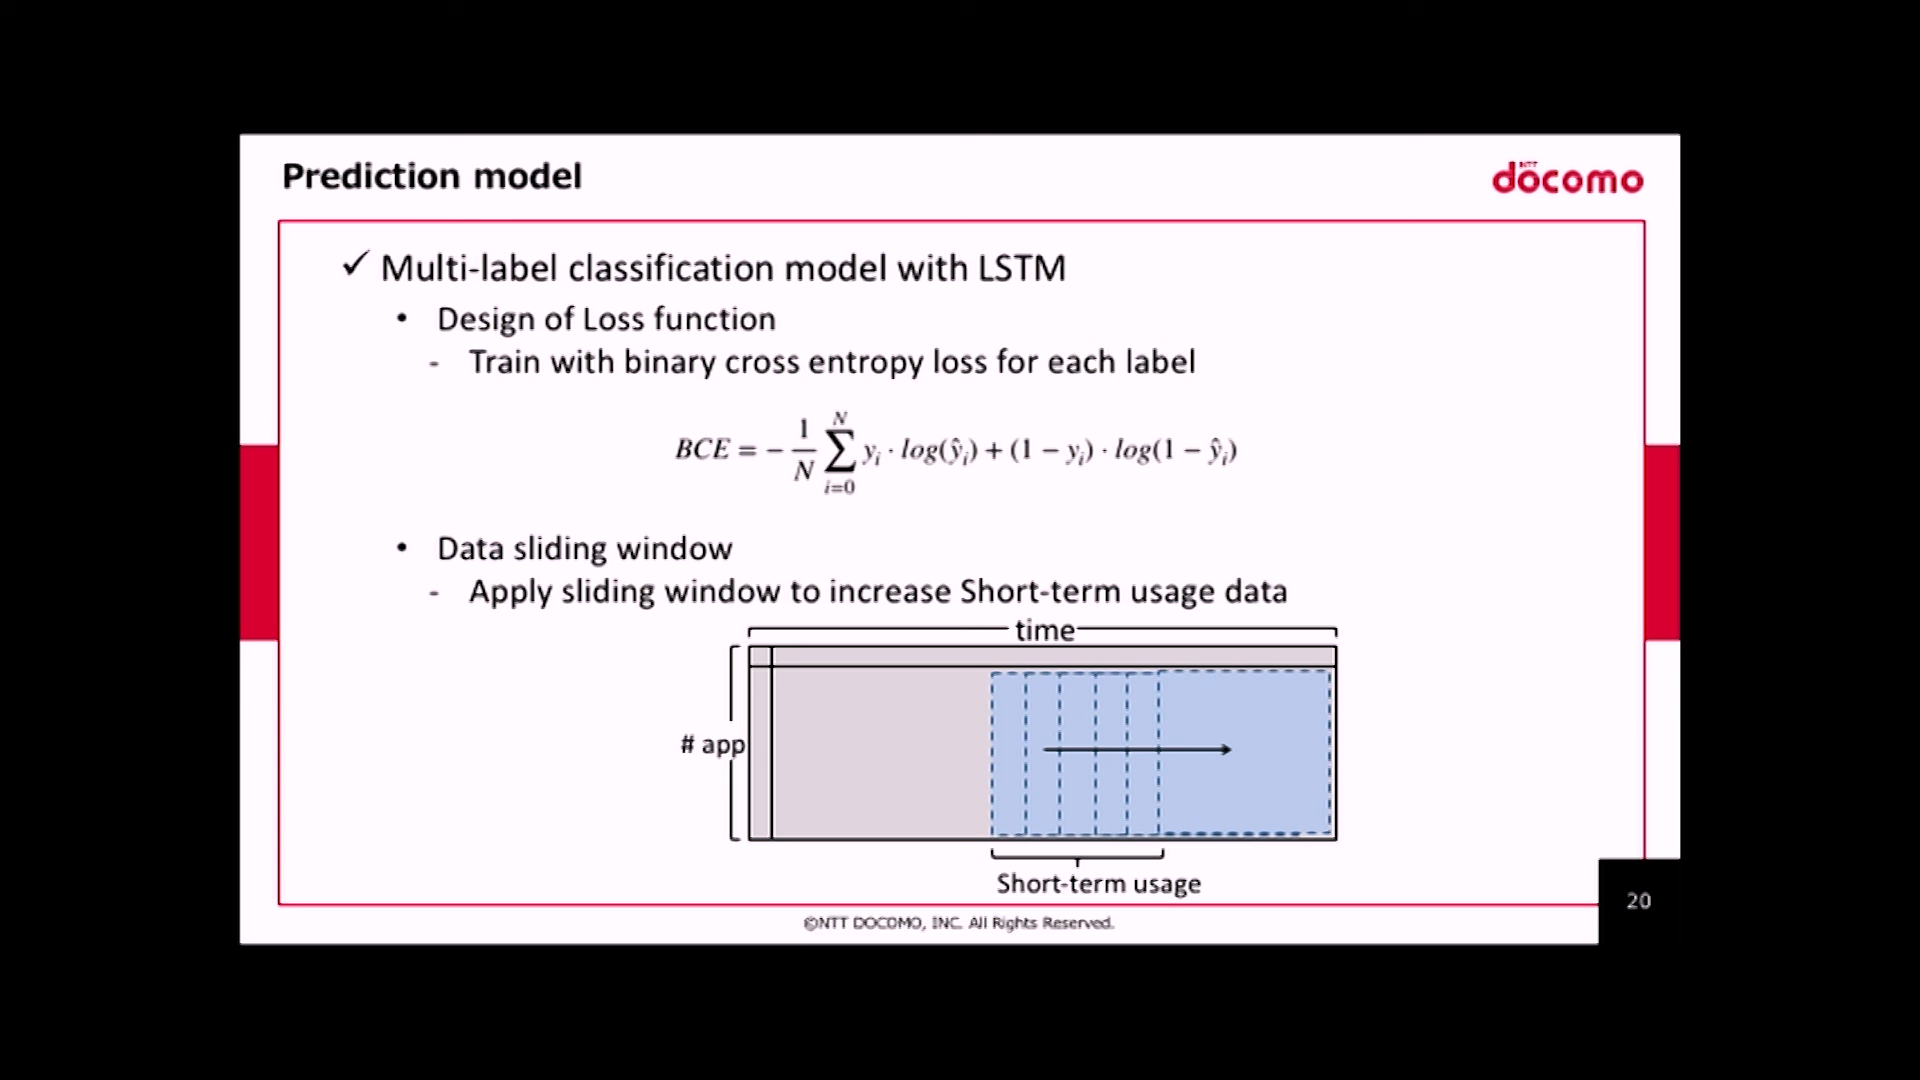 Prediction model
NTT
döcomo
✓ Multi-label classification model with LSTM
• Design of Loss function
- Train with binary cross entropy loss for each label
BCE = − 1/N ∑_{i=0}^{N} y_i · log(ŷ_i) + (1 − y_i) · log(1 − ŷ_i)
• Data sliding window
- Apply sliding window to increase Short-term usage data
time
# app
Short-term usage
©NTT DOCOMO, INC. All Rights Reserved.
20